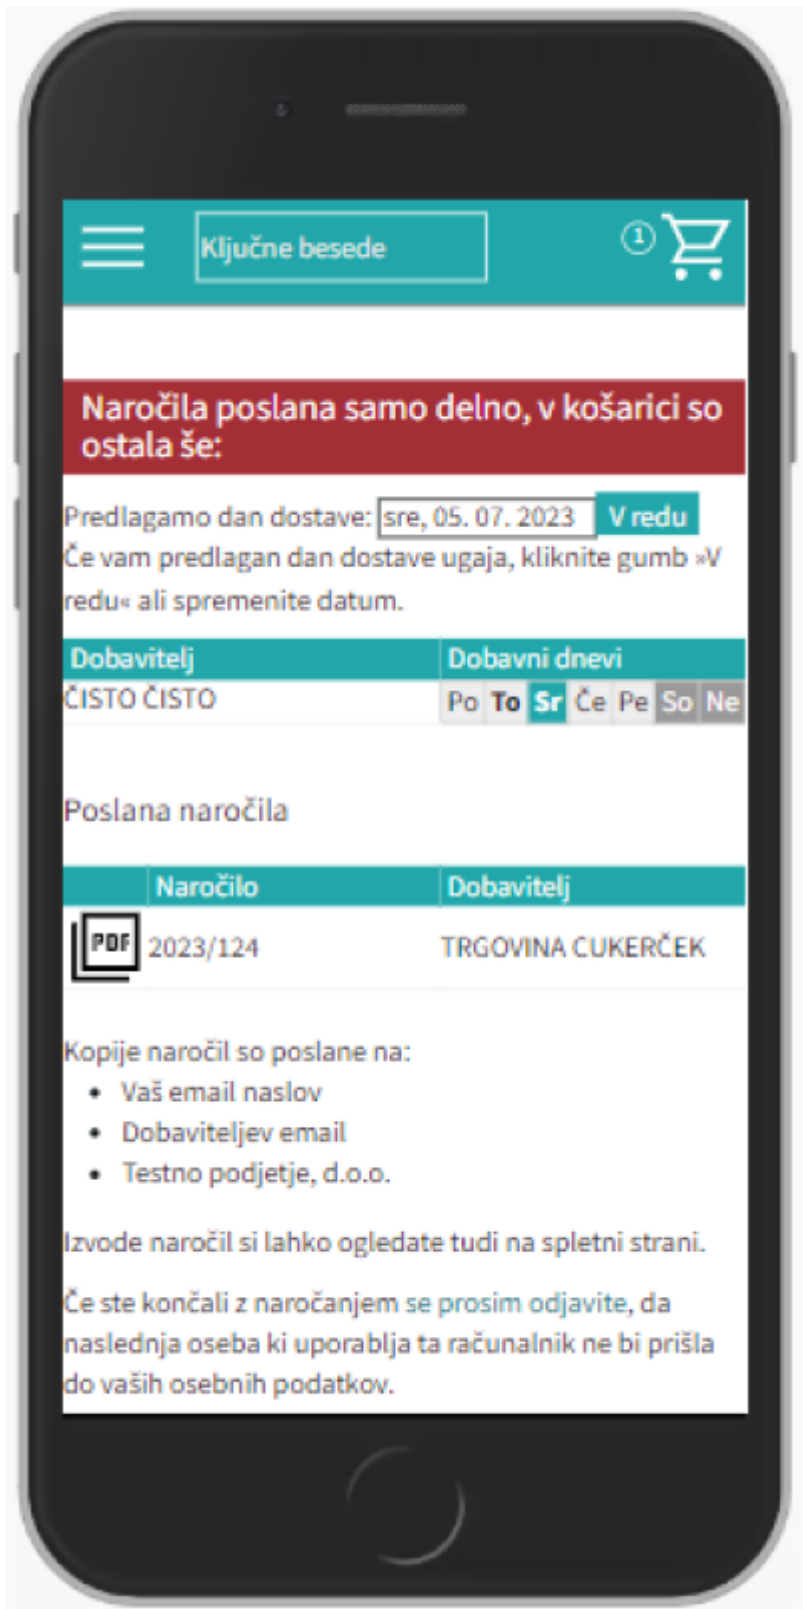 Ključne besede
1
Naročila poslana samo delno, v košarici so
ostala še:
Predlagamo dan dostave: sre, 05. 07. 2023 V redu
Če vam predlagan dan dostave ugaja, kliknite gumb »V
redu« ali spremenite datum.
Dobavitelj Dobavni dnevi
ČISTO ČISTO Po To Sr Če Pe So Ne
Poslana naročila
Naročilo Dobavitelj
PDF 2023/124 TRGOVINA CUKERČEK
Kopije naročil so poslane na:
• Vaš email naslov
• Dobaviteljev email
• Testno podjetje, d.o.o.
Izvode naročil si lahko ogledate tudi na spletni strani.
Če ste končali z naročanjem se prosim odjavite, da
naslednja oseba ki uporablja ta računalnik ne bi prišla
do vaših osebnih podatkov.